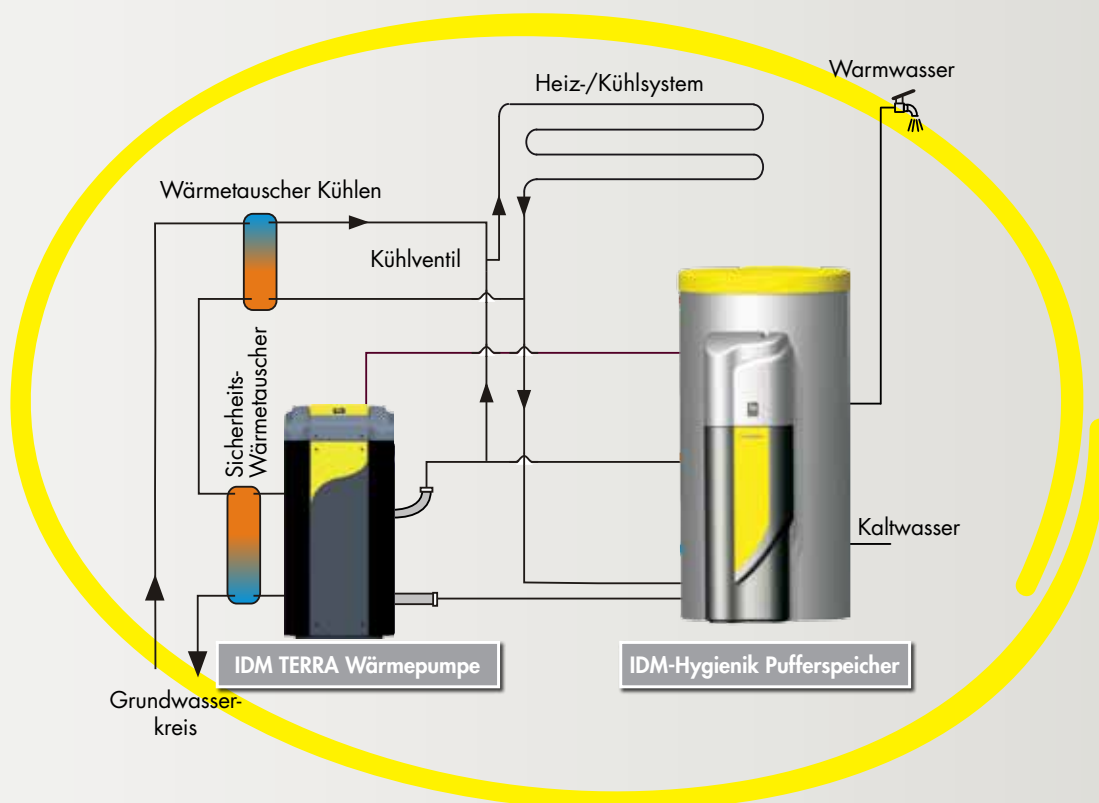 Warmwasser
Heiz-/Kühlsystem
Wärmetauscher Kühlen
Kühlventil
Sicherheits-
Wärmetauscher
Kaltwasser
IDM TERRA Wärmepumpe
IDM-Hygienik Pufferspeicher
Grundwasser-
kreis